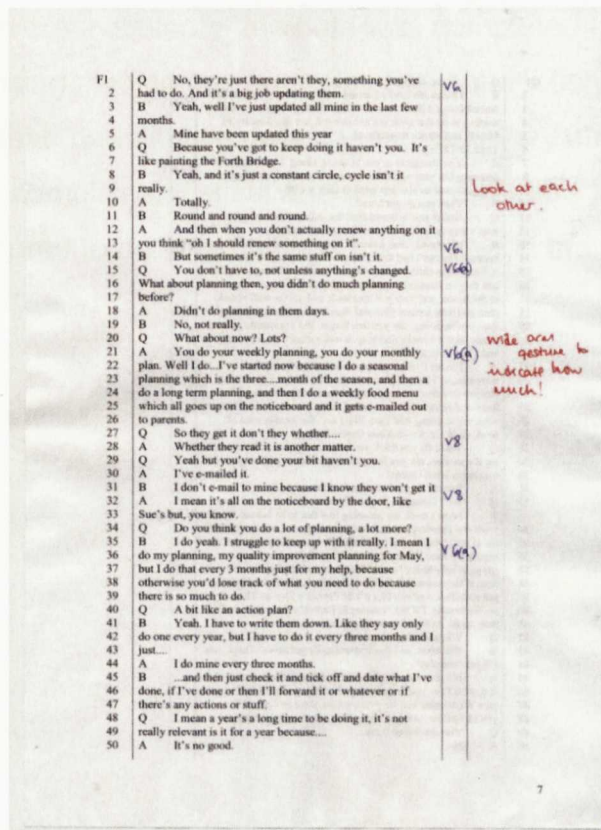 F1 Q No, they're just there aren't they, something you've V6
2 had to do. And it's a big job updating them.
3 B Yeah, well I've just updated all mine in the last few
4 months.
5 A Mine have been updated this year
6 Q Because you've got to keep doing it haven't you. It's
7 like painting the Forth Bridge.
8 B Yeah, and it's just a constant circle, cycle isn't it
9 really. Look at each
10 A Totally. other.
11 B Round and round and round.
12 A And then when you don't actually renew anything on it
13 you think "oh I should renew something on it".
14 B But sometimes it's the same stuff on isn't it. V6
15 Q You don't have to, not unless anything's changed. V6(a)
16 What about planning then, you didn't do much planning
17 before?
18 A Didn't do planning in them days.
19 B No, not really.
20 Q What about now? Lots? wide arm
21 A You do your weekly planning, you do your monthly V6(a) gesture to
22 plan. Well I do...I've started now because I do a seasonal indicate how
23 planning which is the three....month of the season, and then a much!
24 do a long term planning, and then I do a weekly food menu
25 which all goes up on the noticeboard and it gets e-mailed out
26 to parents.
27 Q So they get it don't they whether....
28 A Whether they read it is another matter. V8
29 Q Yeah but you've done your bit haven't you.
30 A I've e-mailed it.
31 B I don't e-mail to mine because I know they won't get it
32 A I mean it's all on the noticeboard by the door, like V8
33 Sue's but, you know.
34 Q Do you think you do a lot of planning, a lot more?
35 B I do yeah. I struggle to keep up with it really. I mean I
36 do my planning, my quality improvement planning for May, V6(a)
37 but I do that every 3 months just for my help, because
38 otherwise you'd lose track of what you need to do because
39 there is so much to do.
40 Q A bit like an action plan?
41 B Yeah. I have to write them down. Like they say only
42 do one every year, but I have to do it every three months and I
43 just....
44 A I do mine every three months.
45 B ...and then just check it and tick off and date what I've
46 done, if I've done or then I'll forward it or whatever or if
47 there's any actions or stuff.
48 Q I mean a year's a long time to be doing it, it's not
49 really relevant is it for a year because....
50 A It's no good.
7